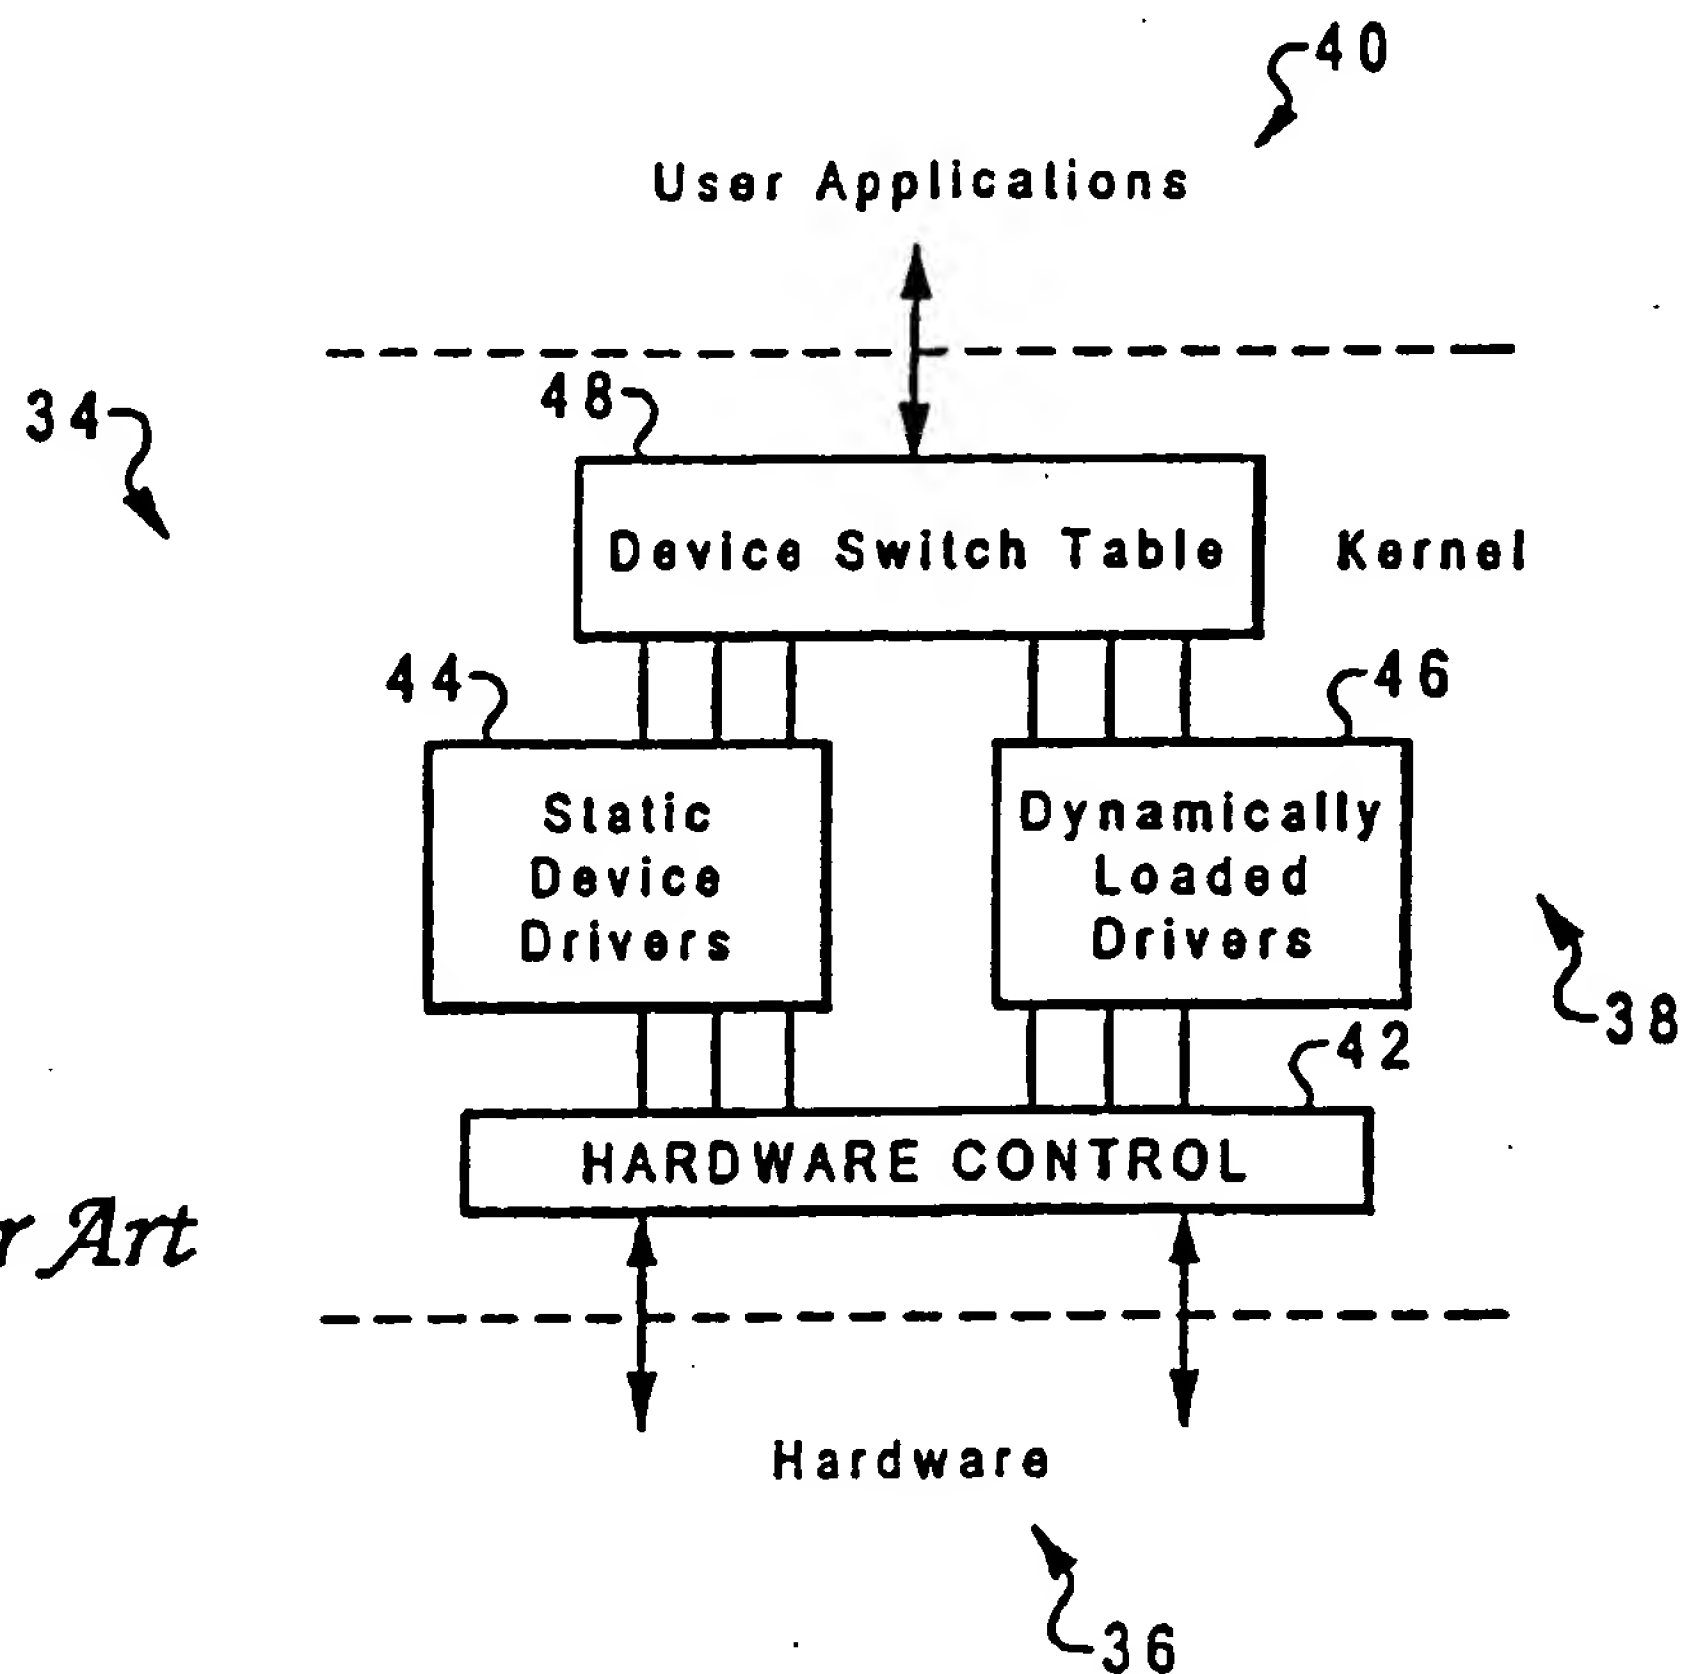 40
User Applications
48
34
Device Switch Table
Kernel
44
46
Static
Device
Drivers
Dynamically
Loaded
Drivers
38
42
HARDWARE CONTROL
Art
Hardware
36